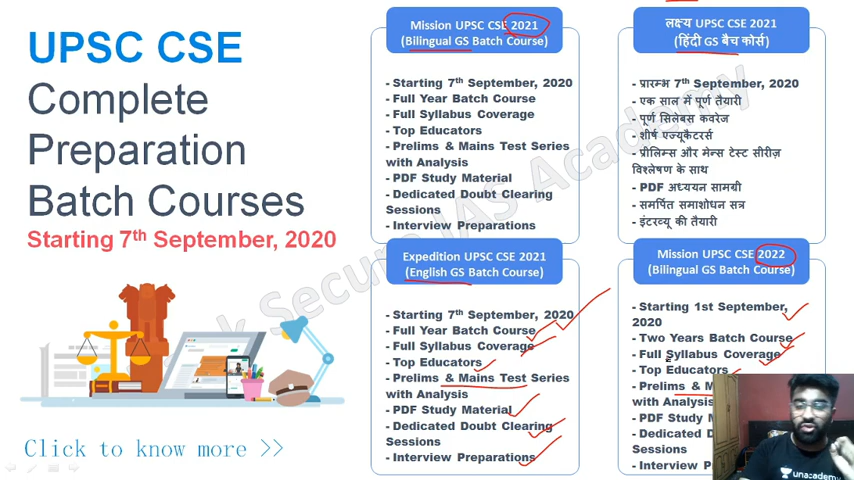 UPSC CSE
Complete
Preparation
Batch Courses
Starting 7th September, 2020
Click to know more >>
Mission UPSC CSE 2021
(Bilingual GS Batch Course)
- Starting 7th September, 2020
- Full Year Batch Course
- Full Syllabus Coverage
- Top Educators
- Prelims & Mains Test Series
with Analysis
- PDF Study Material
- Dedicated Doubt Clearing
Sessions
- Interview Preparations
लक्ष्य UPSC CSE 2021
(हिंदी GS बैच कोर्स)
- प्रारम्भ 7th September, 2020
- एक साल में पूर्ण तैयारी
- पूर्ण सिलेबस कवरेज
- शीर्ष एज्यूकैटरर्स
- प्रीलिम्स और मेन्स टेस्ट सीरीज़
विश्लेषण के साथ
- PDF अध्ययन सामग्री
- समर्पित समाशोधन सत्र
- इंटरव्यू की तैयारी
Expedition UPSC CSE 2021
(English GS Batch Course)
- Starting 7th September, 2020
- Full Year Batch Course
- Full Syllabus Coverage
- Top Educators
- Prelims & Mains Test Series
with Analysis
- PDF Study Material
- Dedicated Doubt Clearing
Sessions
- Interview Preparations
Mission UPSC CSE 2022
(Bilingual GS Batch Course)
- Starting 1st September,
2020
- Two Years Batch Course
- Full Syllabus Coverage
- Top Educators
- Prelims & M
with Analysis
- PDF Study
- Dedicated D
Sessions
- Interview P
Secure IAS Academy
unacademy